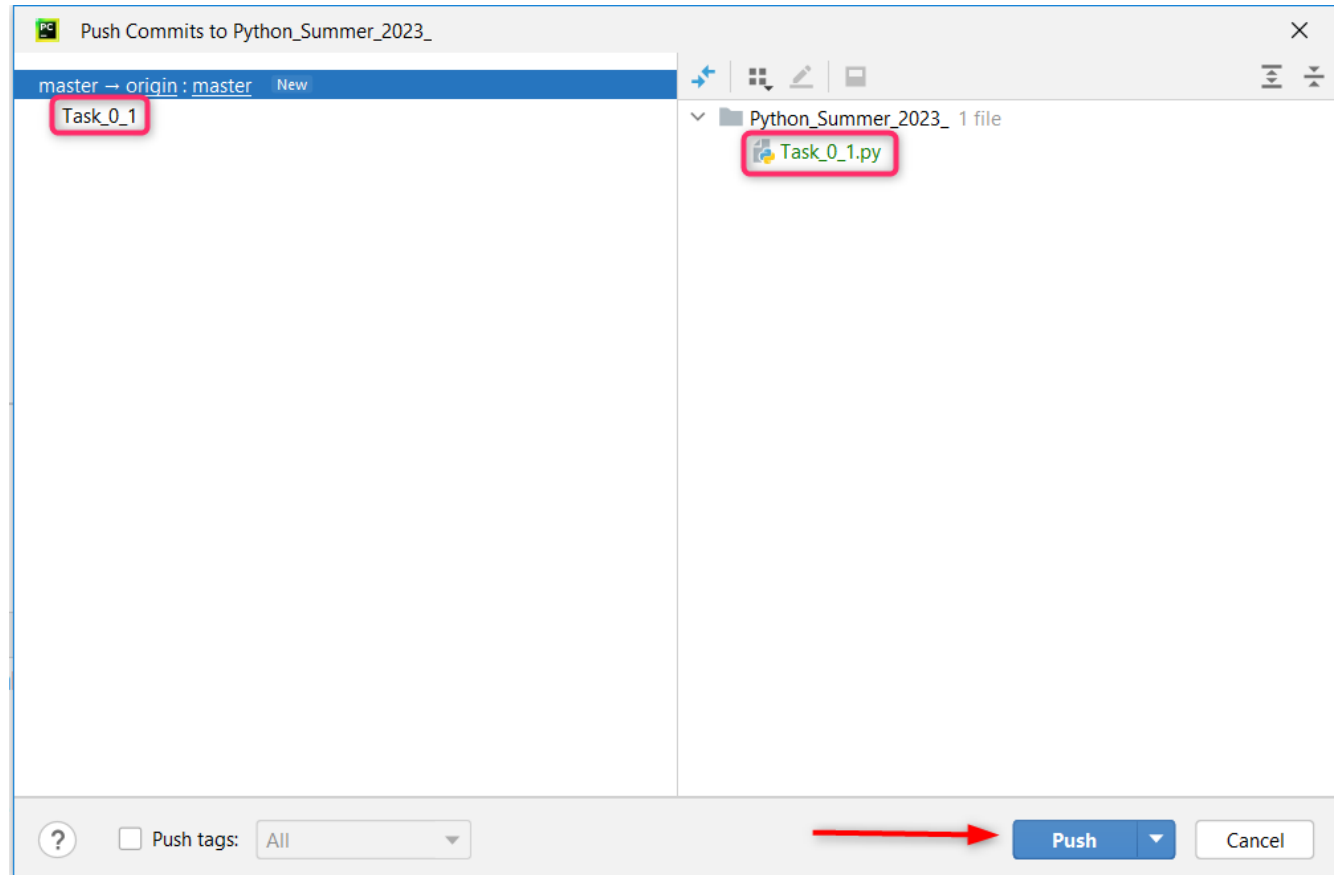 PC Push Commits to Python_Summer_2023_
master → origin : master New
Task_0_1
Python_Summer_2023_ 1 file
Task_0_1.py
? Push tags: All
Push
Cancel